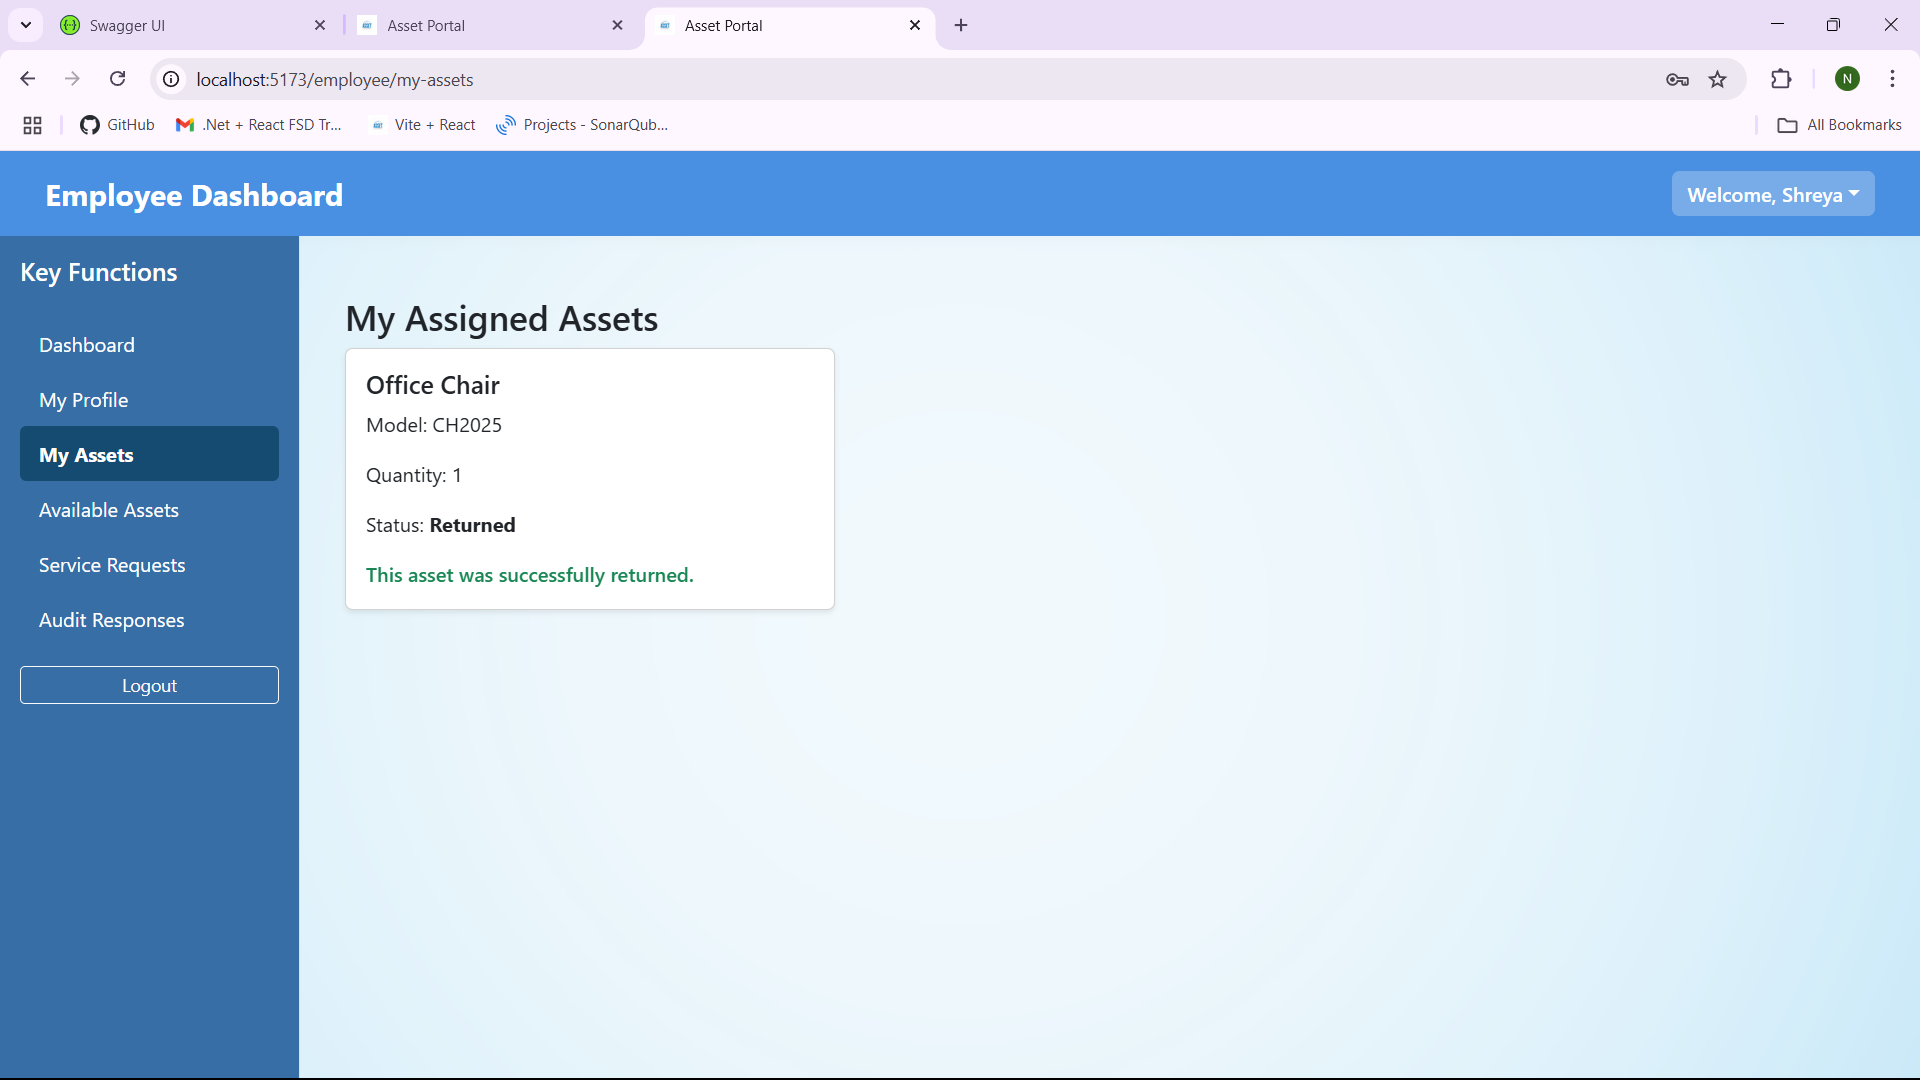 Swagger UI
Asset Portal
Asset Portal
localhost:5173/employee/my-assets
N
GitHub
.Net + React FSD Tr...
Vite + React
Projects - SonarQub...
All Bookmarks
Employee Dashboard
Welcome, Shreya
Key Functions
Dashboard
My Profile
My Assets
Available Assets
Service Requests
Audit Responses
Logout
My Assigned Assets
Office Chair
Model: CH2025
Quantity: 1
Status: Returned
This asset was successfully returned.